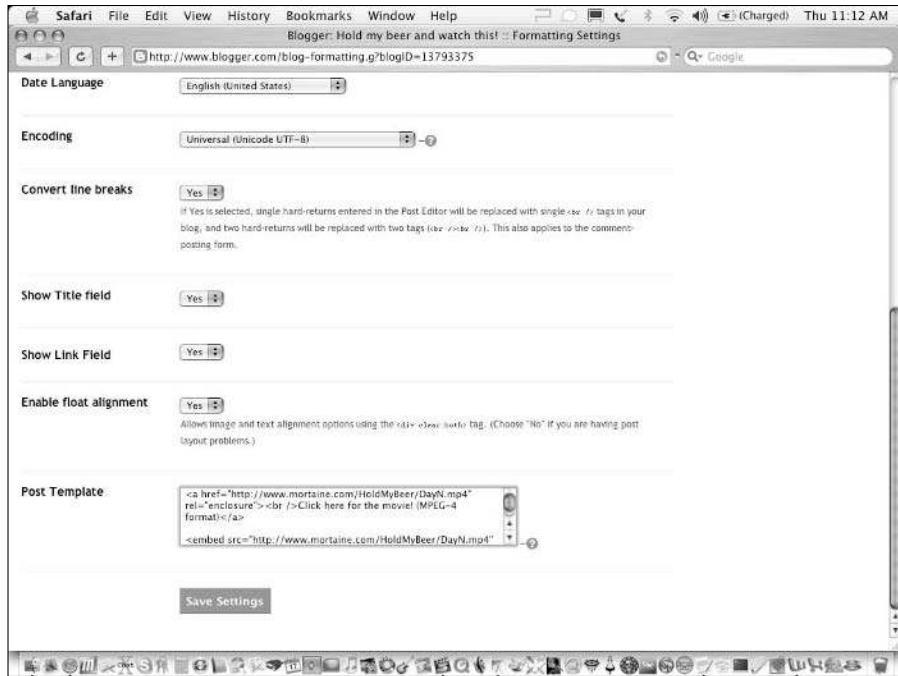 Safari File Edit View History Bookmarks Window Help (Charged) Thu 11:12 AM
Blogger: Hold my beer and watch this! :: Formatting Settings
http://www.blogger.com/blog-formatting.g?blogID=13793375 Google
Date Language English (United States)
Encoding Universal (Unicode UTF-8)
Convert line breaks Yes
If Yes is selected, single hard-returns entered in the Post Editor will be replaced with single <br /> tags in your
blog, and two hard-returns will be replaced with two tags (<br /><br />). This also applies to the comment-
posting form.
Show Title field Yes
Show Link Field Yes
Enable float alignment Yes
Allows image and text alignment options using the <div clear:both> tag. (Choose "No" if you are having post
layout problems.)
Post Template <a href="http://www.mortaine.com/HoldMyBeer/DayN.mp4"
rel="enclosure"><br />Click here for the movie! (MPEG-4
format)</a>
<embed src="http://www.mortaine.com/HoldMyBeer/DayN.mp4"
Save Settings